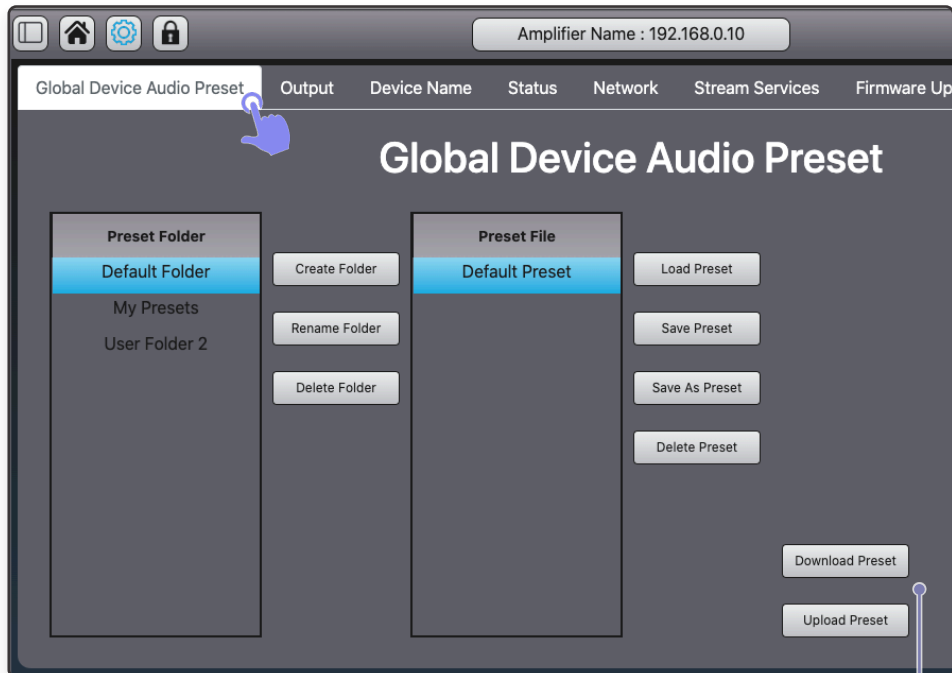 Amplifier Name : 192.168.0.10
Global Device Audio Preset
Output
Device Name
Status
Network
Stream Services
Firmware Up
Global Device Audio Preset
Preset Folder
Default Folder
My Presets
User Folder 2
Create Folder
Rename Folder
Delete Folder
Preset File
Default Preset
Load Preset
Save Preset
Save As Preset
Delete Preset
Download Preset
Upload Preset